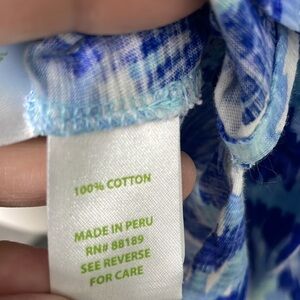 100% COTTON
MADE IN PERU
RN# 88189
SEE REVERSE
FOR CARE